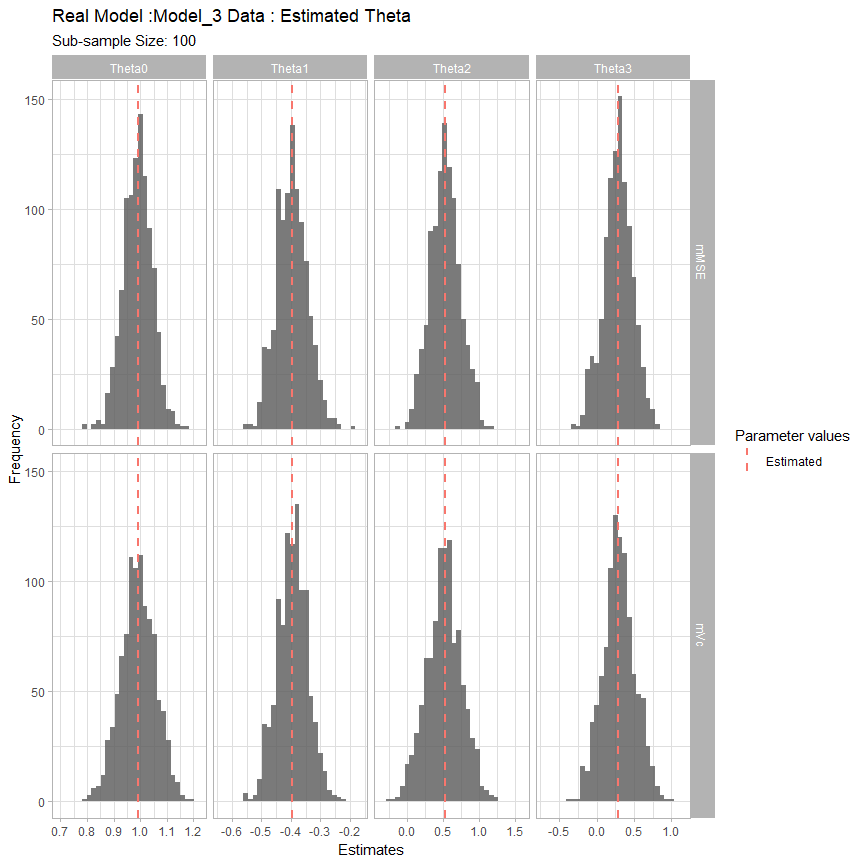 Real Model :Model_3 Data : Estimated Theta
Sub-sample Size: 100
Theta0 Theta1 Theta2 Theta3
150
100
50
0
mMSE
Frequency
150
100
50
0
mVc
0.7 0.8 0.9 1.0 1.1 1.2 -0.6 -0.5 -0.4 -0.3 -0.2 0.0 0.5 1.0 1.5 -0.5 0.0 0.5 1.0
Estimates
Parameter values
Estimated